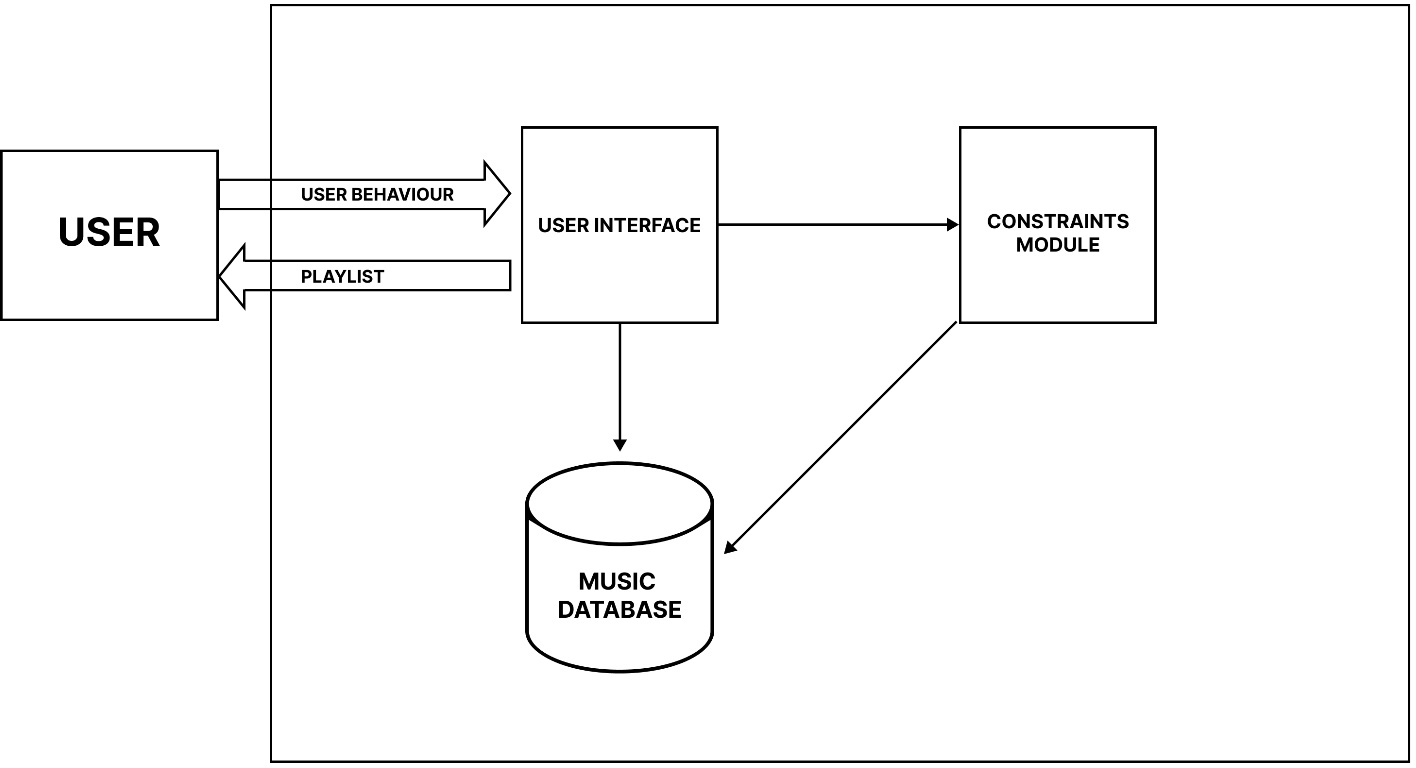 USER
USER BEHAVIOUR
PLAYLIST
USER INTERFACE
CONSTRAINTS
MODULE
MUSIC
DATABASE